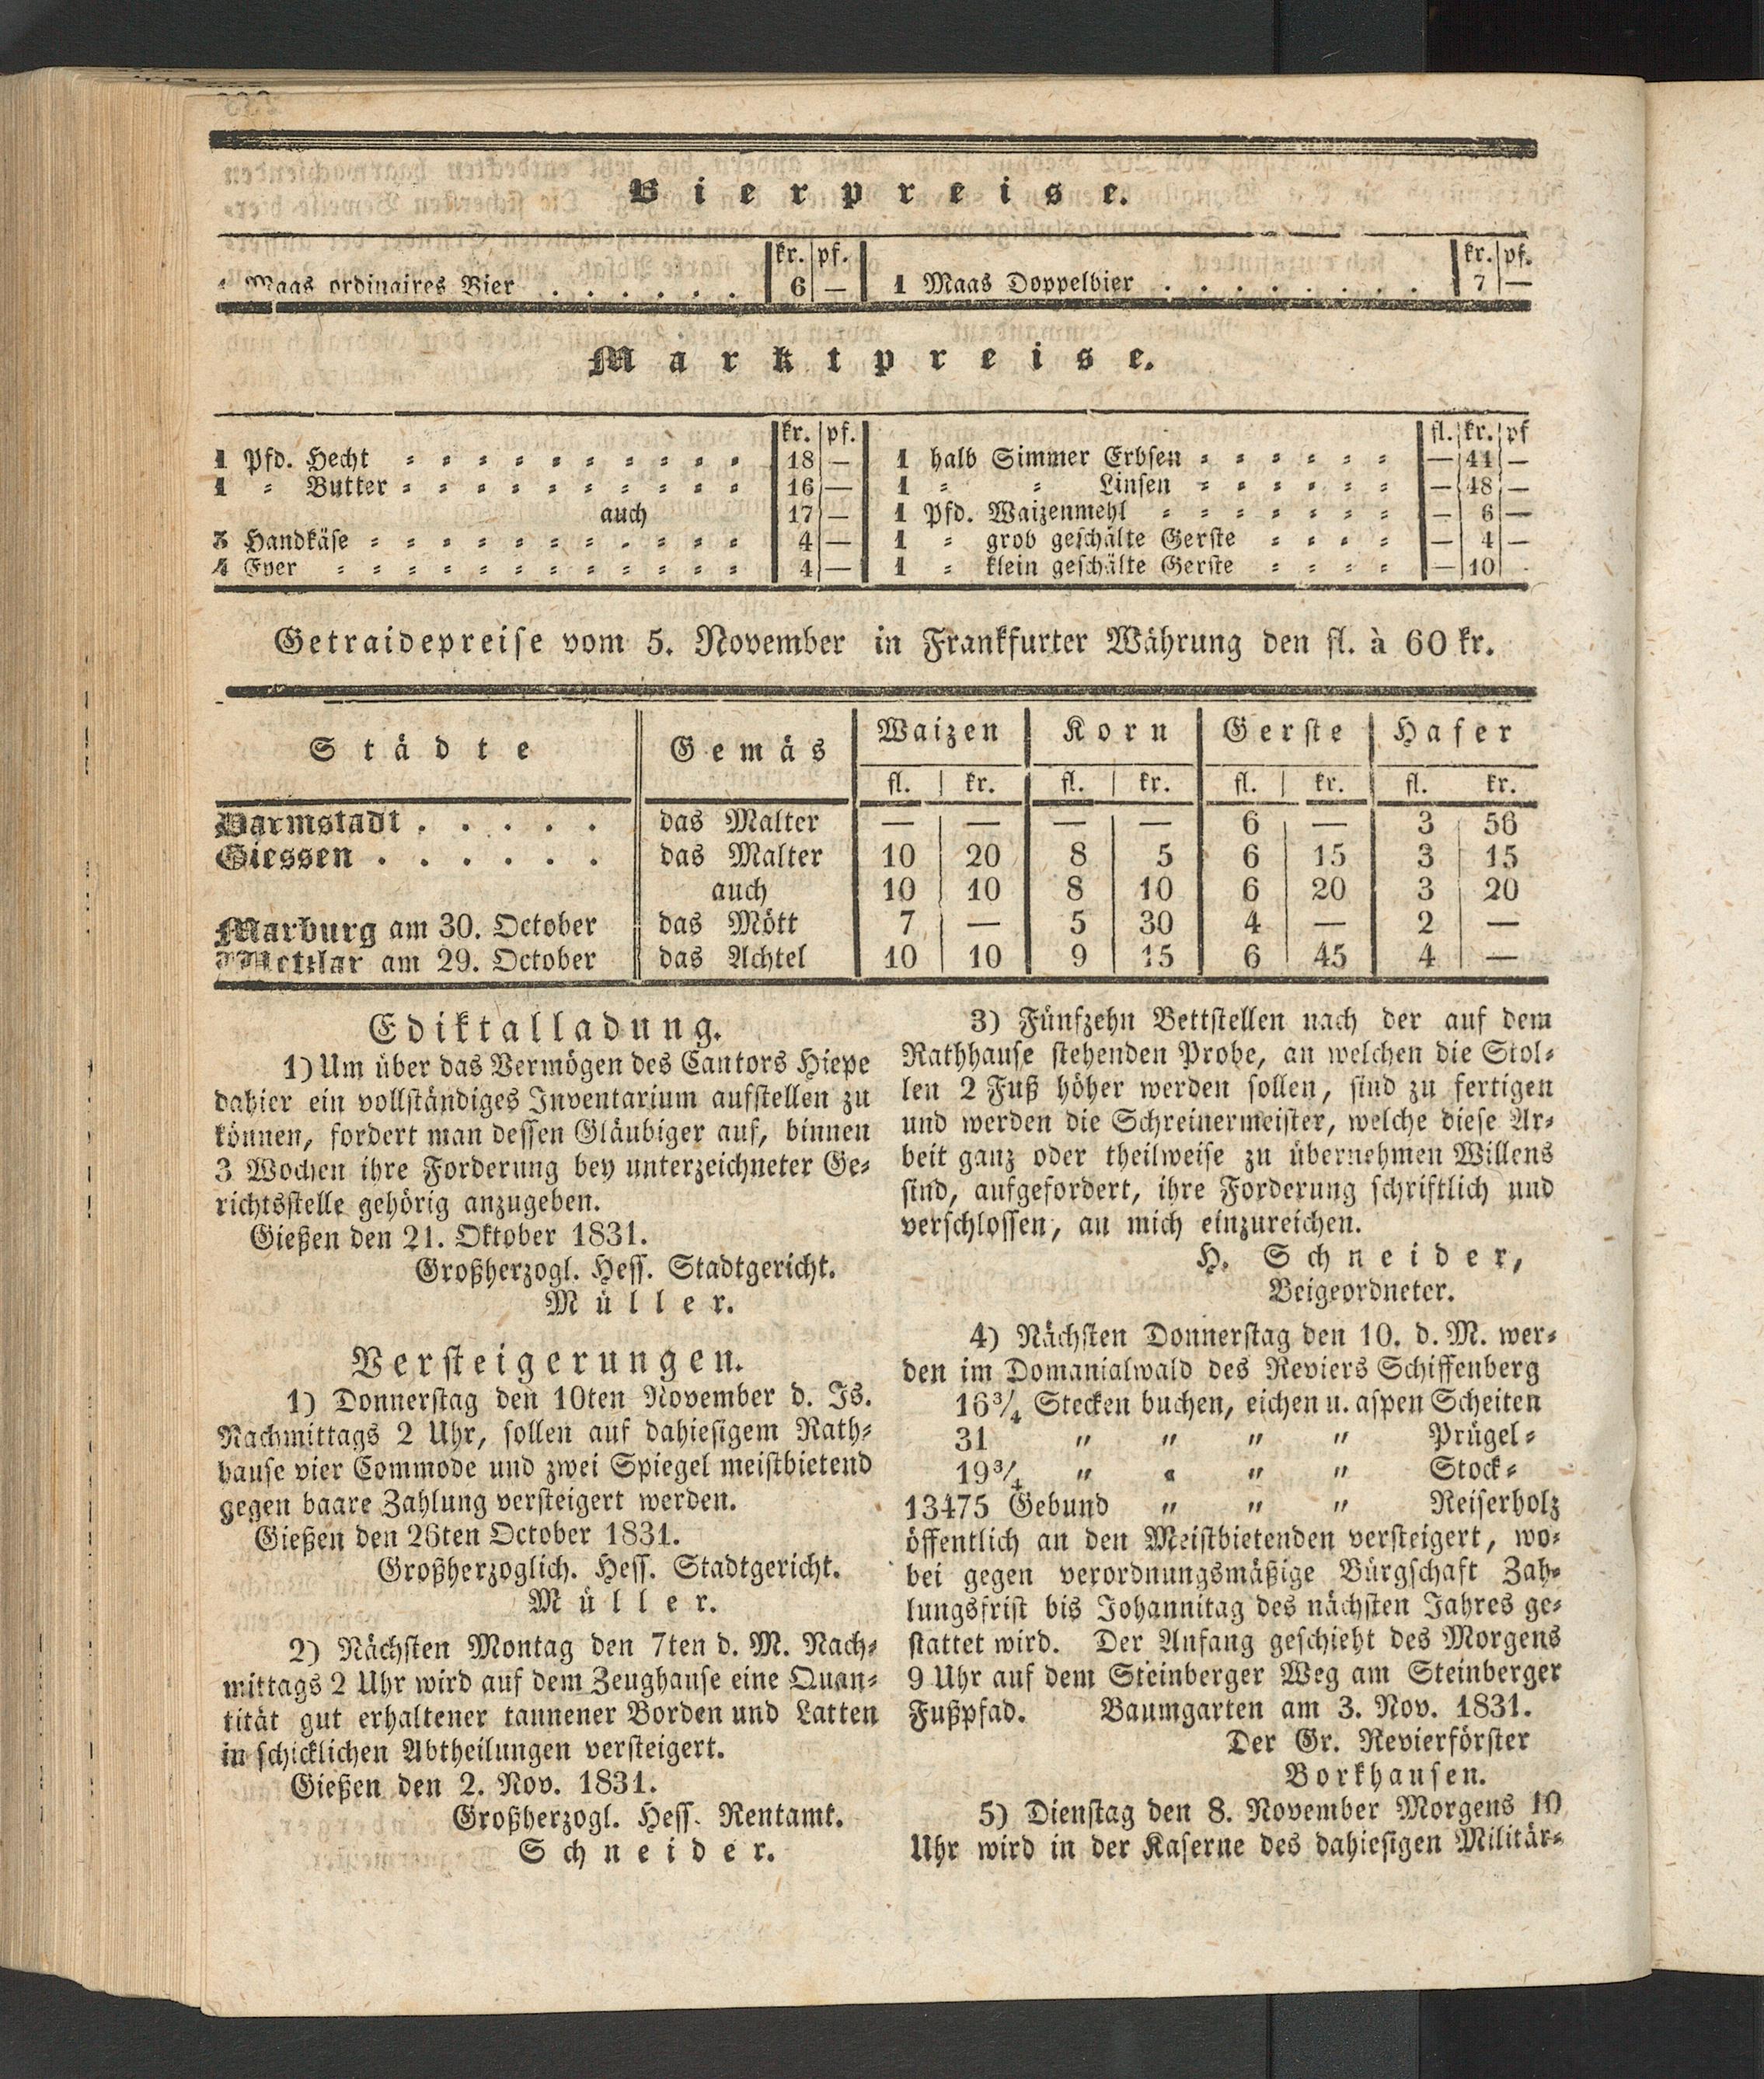 Bierpreise.
kr. pf. kr. pf.
Maas ordinaires Bier . . . . . . 6 — 1 Maas Doppelbier . . . . . . . . 7 —
Marktpreise.
kr. pf. fl. kr. pf
1 Pfd. Hecht 18 — 1 halb Simmer Erbsen — 44 —
1 = Butter 16 — 1 = = Linsen — 48 —
auch 17 — 1 Pfd. Waizenmehl — 6 —
3 Handkäse 4 — 1 = grob geschälte Gerste — 4 —
4 Eyer 4 — 1 = klein geschälte Gerste — 10
Getraidepreise vom 5. November in Frankfurter Währung den fl. à 60 kr.
Städte Gemäs Waizen Korn Gerste Hafer
fl. kr. fl. kr. fl. kr. fl. kr.
Darmstadt . . . . . das Malter — — — — 6 — 3 56
Giessen . . . . . . das Malter 10 20 8 5 6 15 3 15
auch 10 10 8 10 6 20 3 20
Marburg am 30. October das Mött 7 — 5 30 4 — 2 —
Wetzlar am 29. October das Achtel 10 10 9 15 6 45 4 —
Ediktalladung.
1) Um über das Vermögen des Cantors Hiepe
dahier ein vollständiges Inventarium aufstellen zu
können, fordert man dessen Gläubiger auf, binnen
3 Wochen ihre Forderung bey unterzeichneter Ge=
richtsstelle gehörig anzugeben.
Gießen den 21. Oktober 1831.
Großherzogl. Hess. Stadtgericht.
Müller.
Versteigerungen.
1) Donnerstag den 10ten November d. Js.
Nachmittags 2 Uhr, sollen auf dahiesigem Rath=
hause vier Commode und zwei Spiegel meistbietend
gegen baare Zahlung versteigert werden.
Gießen den 26ten October 1831.
Großherzoglich. Hess. Stadtgericht.
Müller.
2) Nächsten Montag den 7ten d. M. Nach=
mittags 2 Uhr wird auf dem Zeughause eine Quan=
tität gut erhaltener tannener Borden und Latten
in schicklichen Abtheilungen versteigert.
Gießen den 2. Nov. 1831.
Großherzogl. Hess. Rentamt.
Schneider.
3) Fünfzehn Bettstellen nach der auf dem
Rathhause stehenden Probe, an welchen die Stol=
len 2 Fuß höher werden sollen, sind zu fertigen
und werden die Schreinermeister, welche diese Ar=
beit ganz oder theilweise zu übernehmen Willens
sind, aufgefordert, ihre Forderung schriftlich und
verschlossen, an mich einzureichen.
H. Schneider,
Beigeordneter.
4) Nächsten Donnerstag den 10. d. M. wer=
den im Domanialwald des Reviers Schiffenberg
16¾ Stecken buchen, eichen u. aspen Scheiten
31 " " " " Prügel=
19¾ " " " " Stock=
13475 Gebund " " " Reiserholz
öffentlich an den Meistbietenden versteigert, wo=
bei gegen verordnungsmäßige Bürgschaft Zah=
lungsfrist bis Johannitag des nächsten Jahres ge=
stattet wird. Der Anfang geschieht des Morgens
9 Uhr auf dem Steinberger Weg am Steinberger
Fußpfad. Baumgarten am 3. Nov. 1831.
Der Gr. Revierförster
Borkhausen.
5) Dienstag den 8. November Morgens 10
Uhr wird in der Kaserne des dahiesigen Militär=